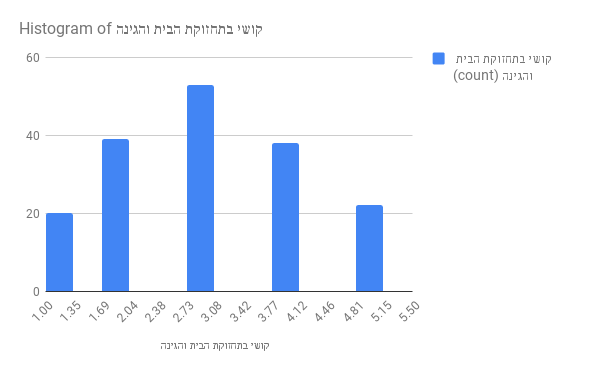 Histogram of קושי בתחזוקת הבית והגינה
60
40
20
0
1.00 1.35 1.69 2.04 2.38 2.73 3.08 3.42 3.77 4.12 4.46 4.81 5.15 5.50
קושי בתחזוקת הבית והגינה
קושי בתחזוקת הבית
והגינה (count)